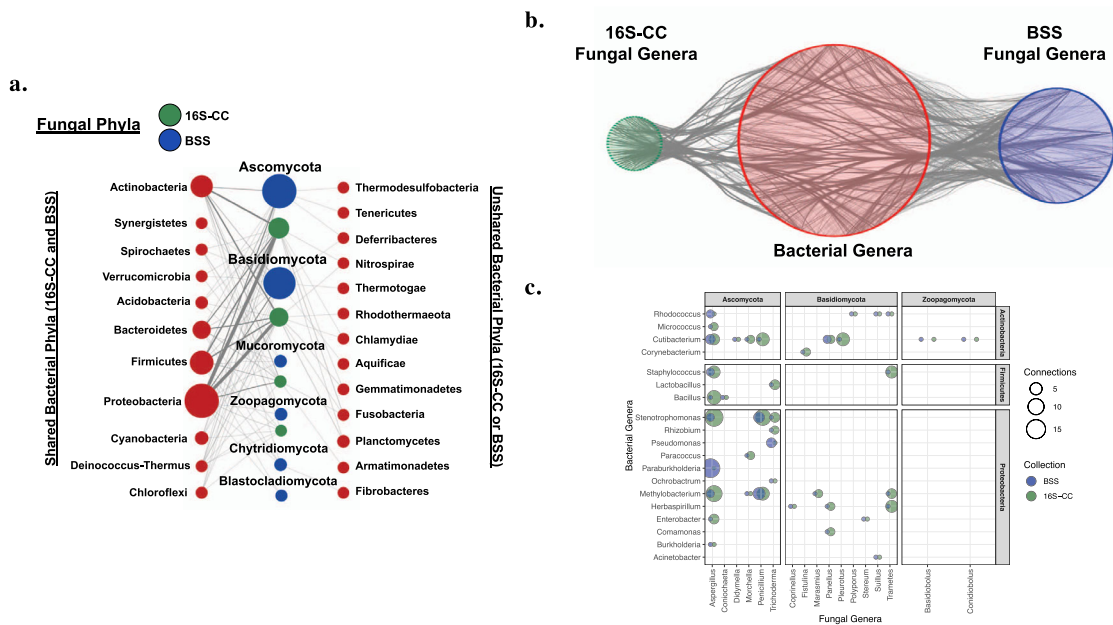 a.
Fungal Phyla
16S-CC
BSS
Shared Bacterial Phyla (16S-CC and BSS)
Actinobacteria
Synergistetes
Spirochaetes
Verrucomicrobia
Acidobacteria
Bacteroidetes
Firmicutes
Proteobacteria
Cyanobacteria
Deinococcus-Thermus
Chloroflexi
Ascomycota
Basidiomycota
Mucoromycota
Zoopagomycota
Chytridiomycota
Blastocladiomycota
Thermodesulfobacteria
Tenericutes
Deferribacteres
Nitrospirae
Thermotogae
Rhodothermaeota
Chlamydiae
Aquificae
Gemmatimonadetes
Fusobacteria
Planctomycetes
Armatimonadetes
Fibrobacteres
Unshared Bacterial Phyla (16S-CC or BSS)
b.
16S-CC
Fungal Genera
BSS
Fungal Genera
Bacterial Genera
c.
Ascomycota
Basidiomycota
Zoopagomycota
Bacterial Genera
Rhodococcus
Micrococcus
Cutibacterium
Corynebacterium
Actinobacteria
Staphylococcus
Lactobacillus
Bacillus
Firmicutes
Stenotrophomonas
Rhizobium
Pseudomonas
Paracoccus
Paraburkholderia
Ochrobactrum
Methylobacterium
Herbaspirillum
Enterobacter
Comamonas
Burkholderia
Acinetobacter
Proteobacteria
Aspergillus
Coniochaeta
Didymella
Morchella
Penicillium
Trichoderma
Coprinellus
Fistulina
Marasmius
Panellus
Pleurotus
Polyporus
Stereum
Suillus
Trametes
Basidiobolus
Conidiobolus
Fungal Genera
Connections
5
10
15
Collection
BSS
16S-CC